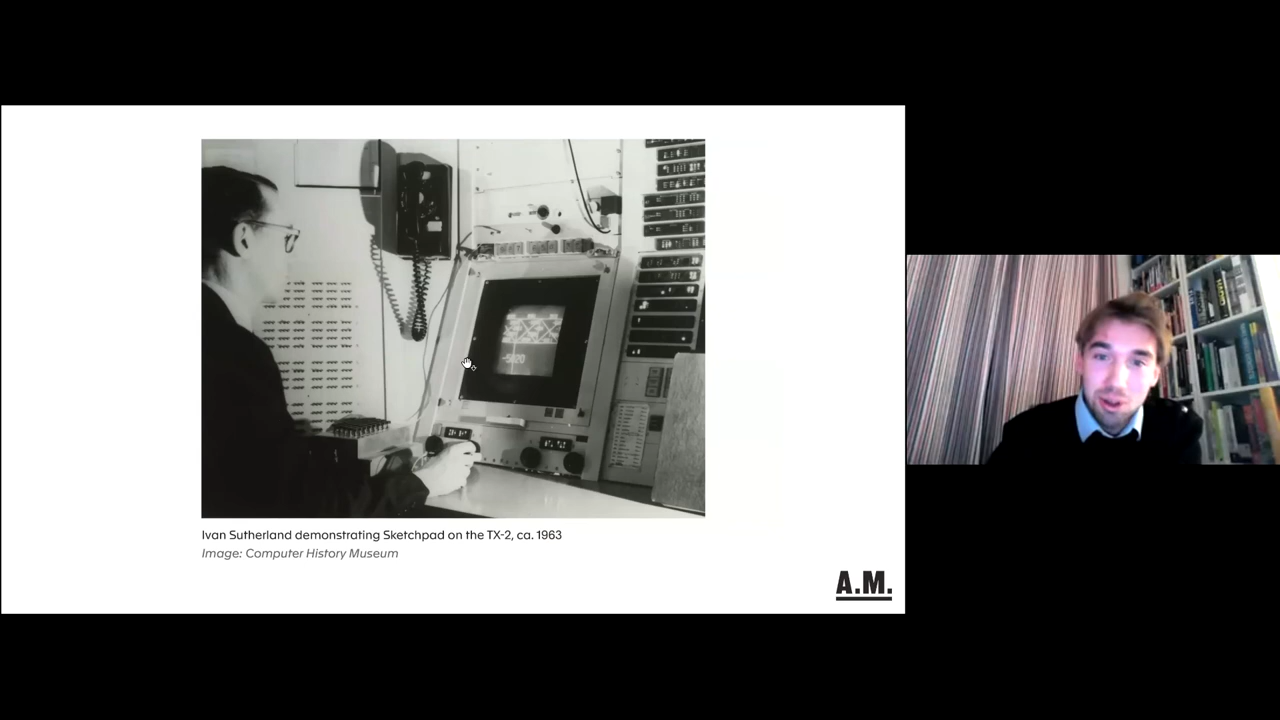 Ivan Sutherland demonstrating Sketchpad on the TX-2, ca. 1963
Image: Computer History Museum
A.M.